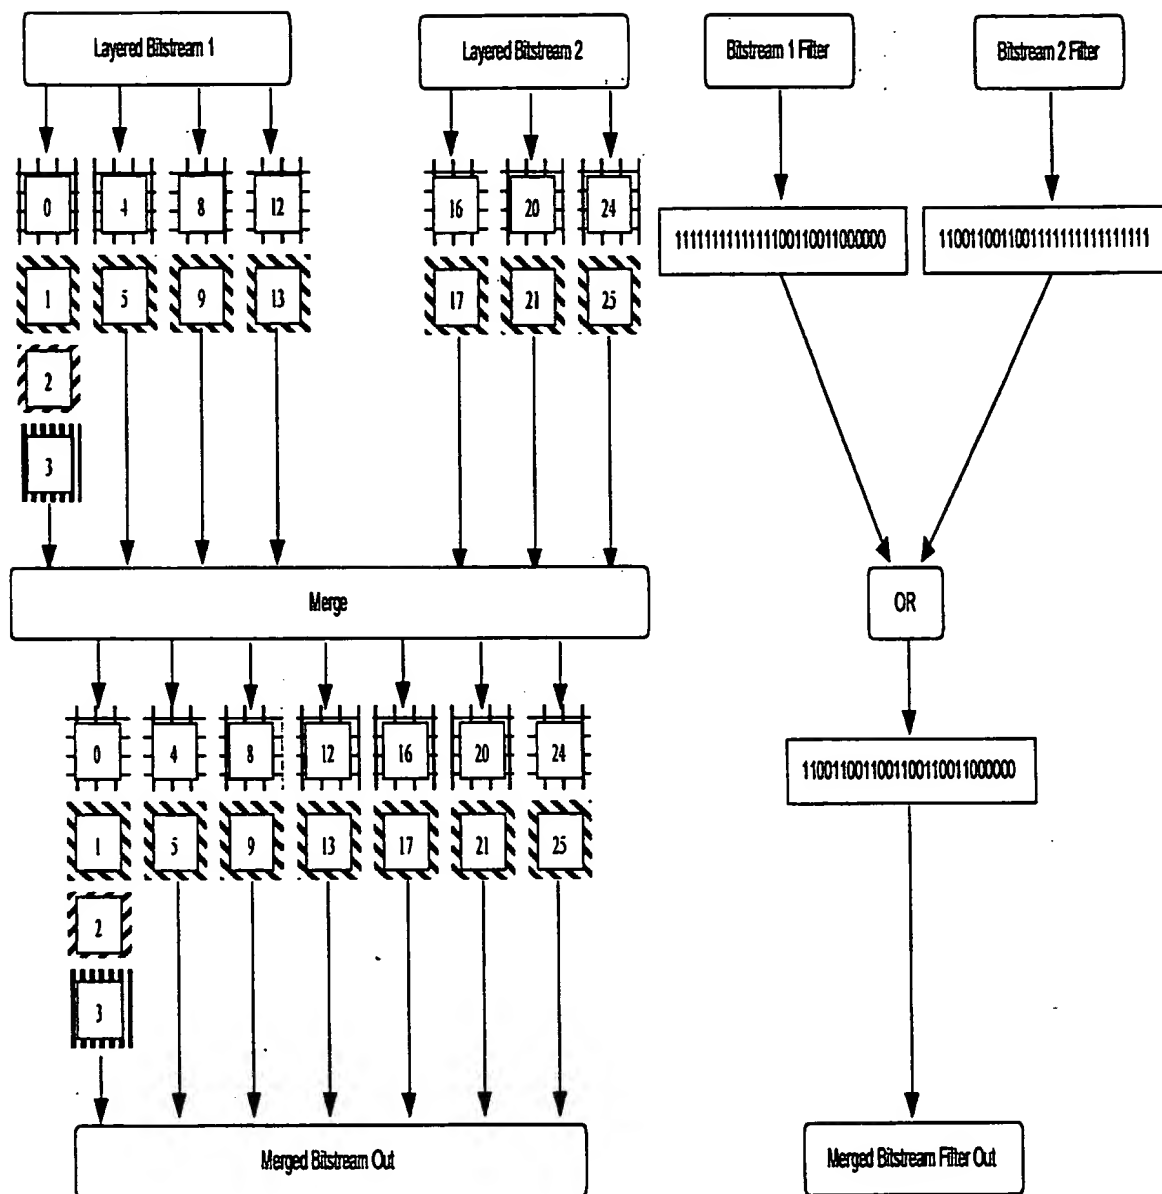 Layered Bitstream 1
Layered Bitstream 2
Bitstream 1 Filter
Bitstream 2 Filter
0 4 8 12
16 20 24
1111111111111100110011000000
1100110011001111111111111111
1 5 9 13
17 21 25
2
3
Merge
OR
0 4 8 12 16 20 24
1100110011001100110011000000
1 5 9 13 17 21 25
2
3
Merged Bitstream Out
Merged Bitstream Filter Out